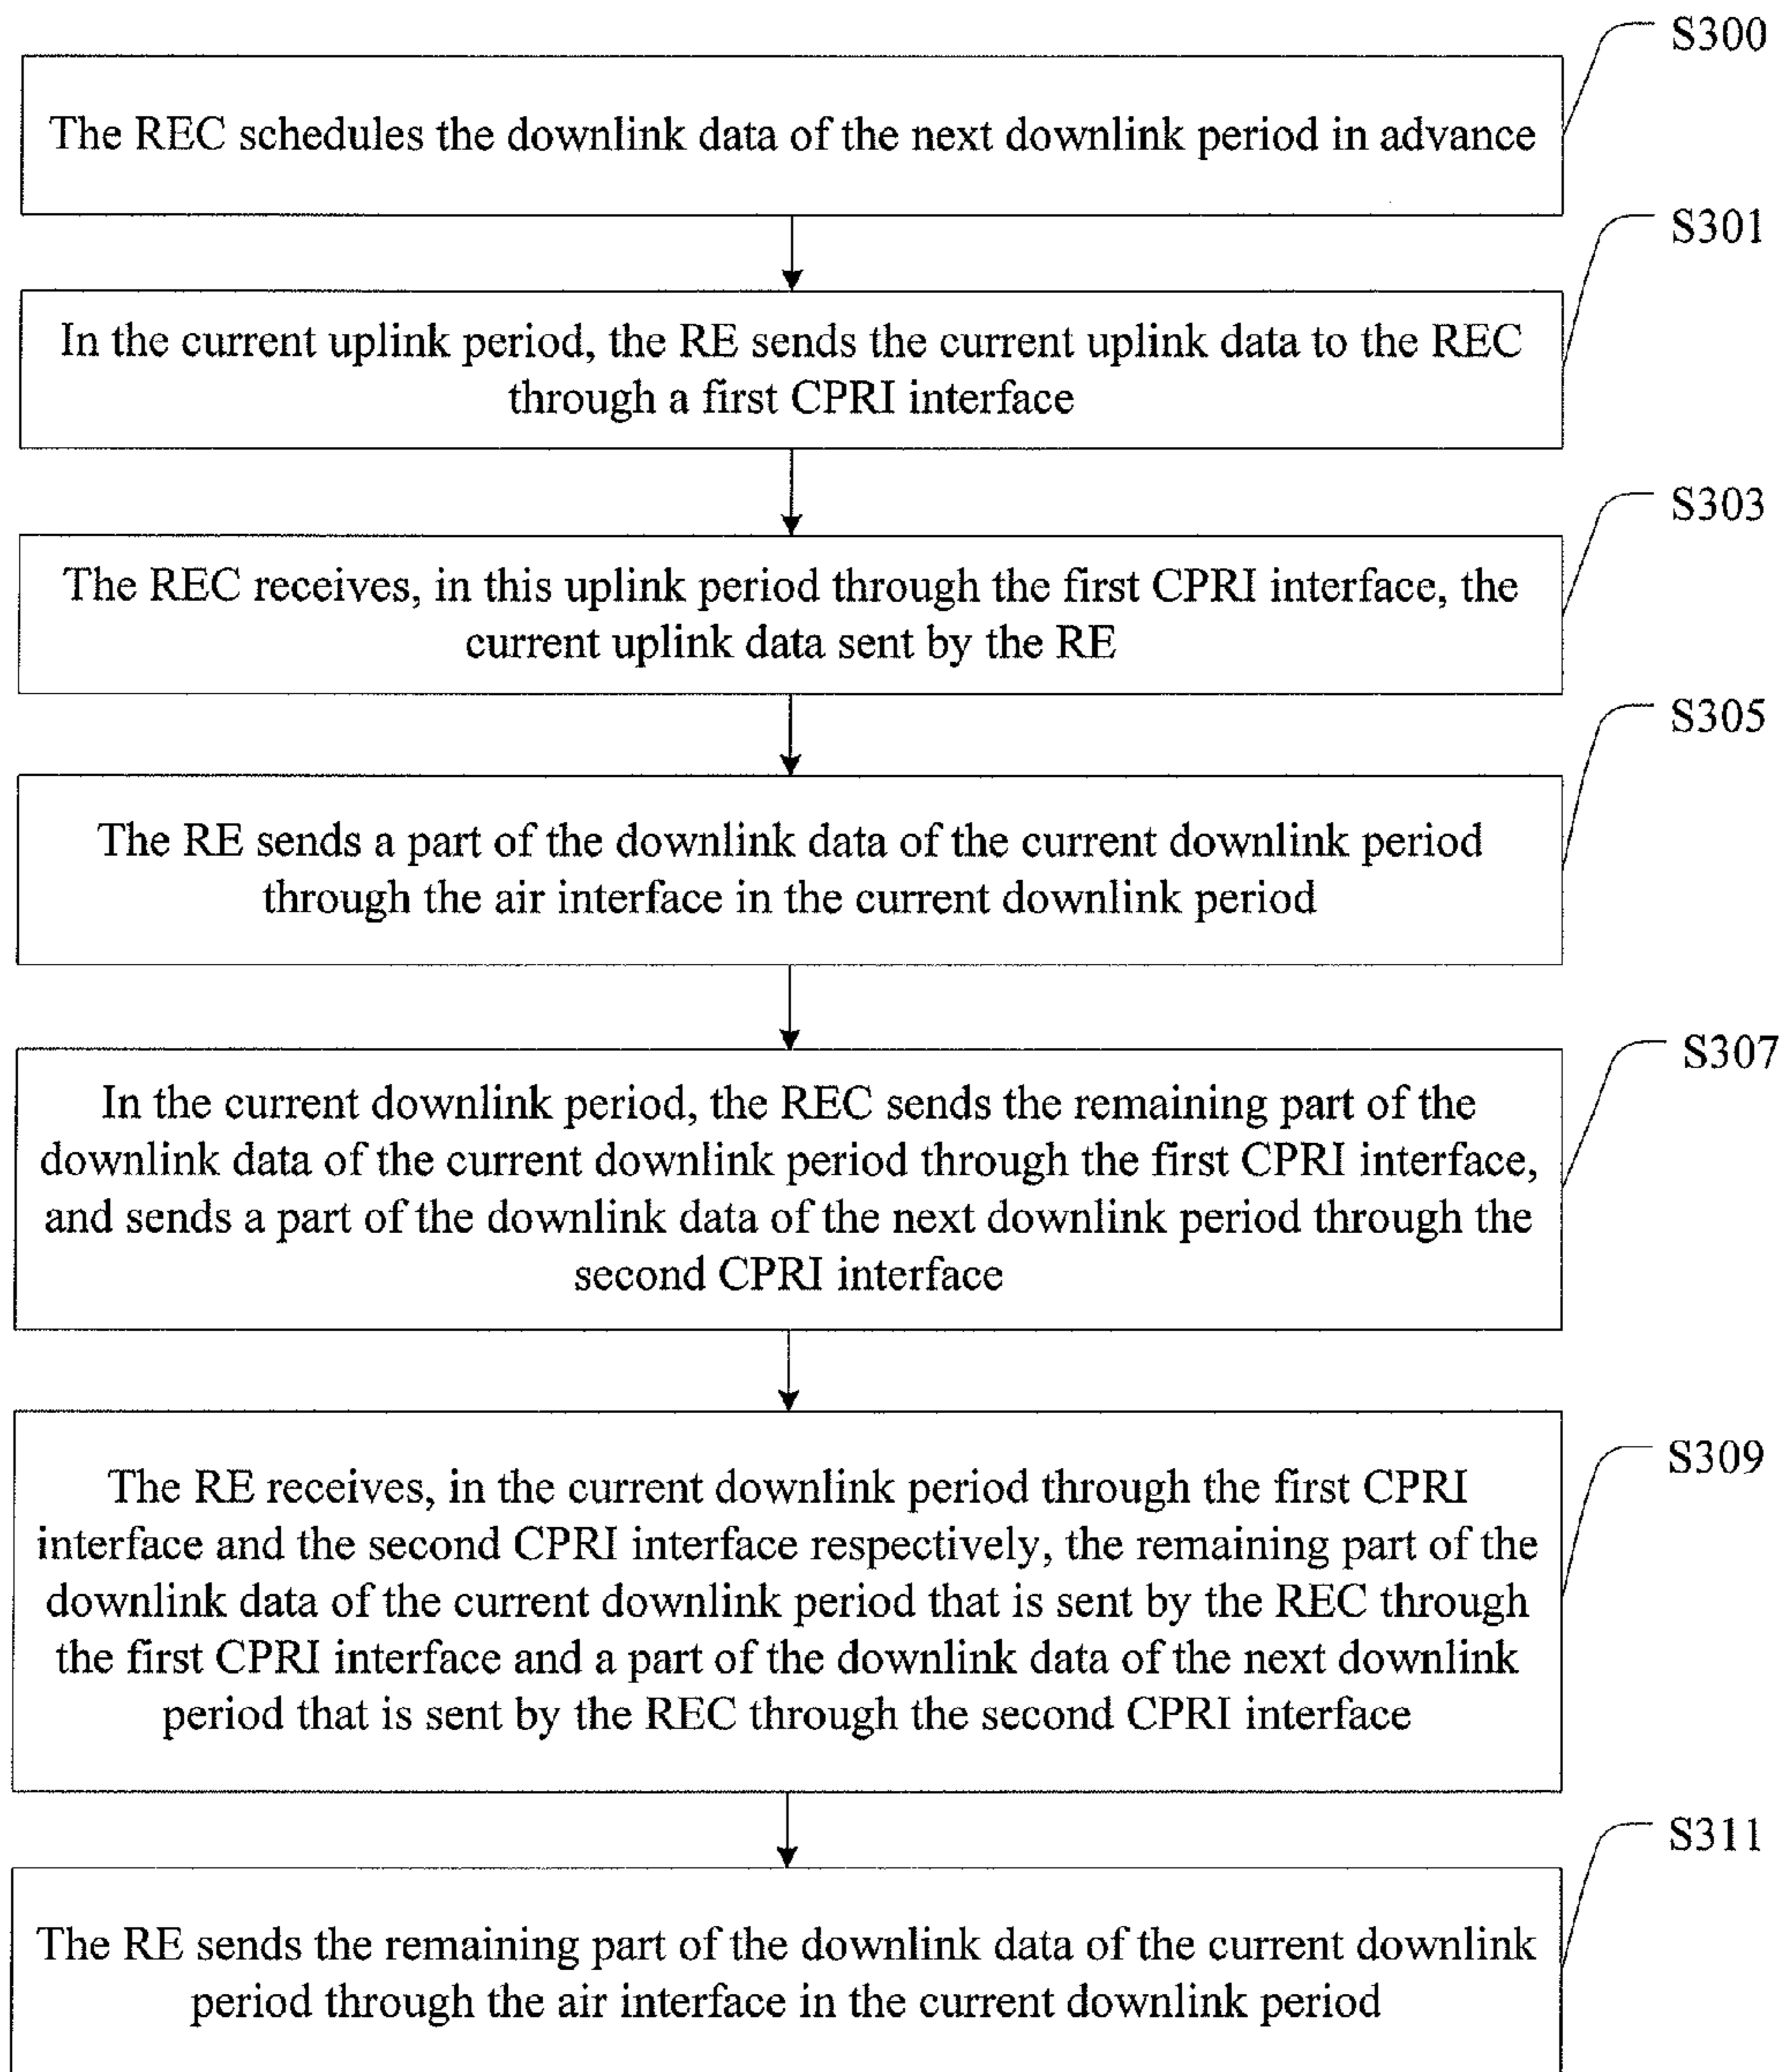 S300
The REC schedules the downlink data of the next downlink period in advance
S301
In the current uplink period, the RE sends the current uplink data to the REC
through a first CPRI interface
S303
The REC receives, in this uplink period through the first CPRI interface, the
current uplink data sent by the RE
S305
The RE sends a part of the downlink data of the current downlink period
through the air interface in the current downlink period
S307
In the current downlink period, the REC sends the remaining part of the
downlink data of the current downlink period through the first CPRI interface,
and sends a part of the downlink data of the next downlink period through the
second CPRI interface
S309
The RE receives, in the current downlink period through the first CPRI
interface and the second CPRI interface respectively, the remaining part of the
downlink data of the current downlink period that is sent by the REC through
the first CPRI interface and a part of the downlink data of the next downlink
period that is sent by the REC through the second CPRI interface
S311
The RE sends the remaining part of the downlink data of the current downlink
period through the air interface in the current downlink period